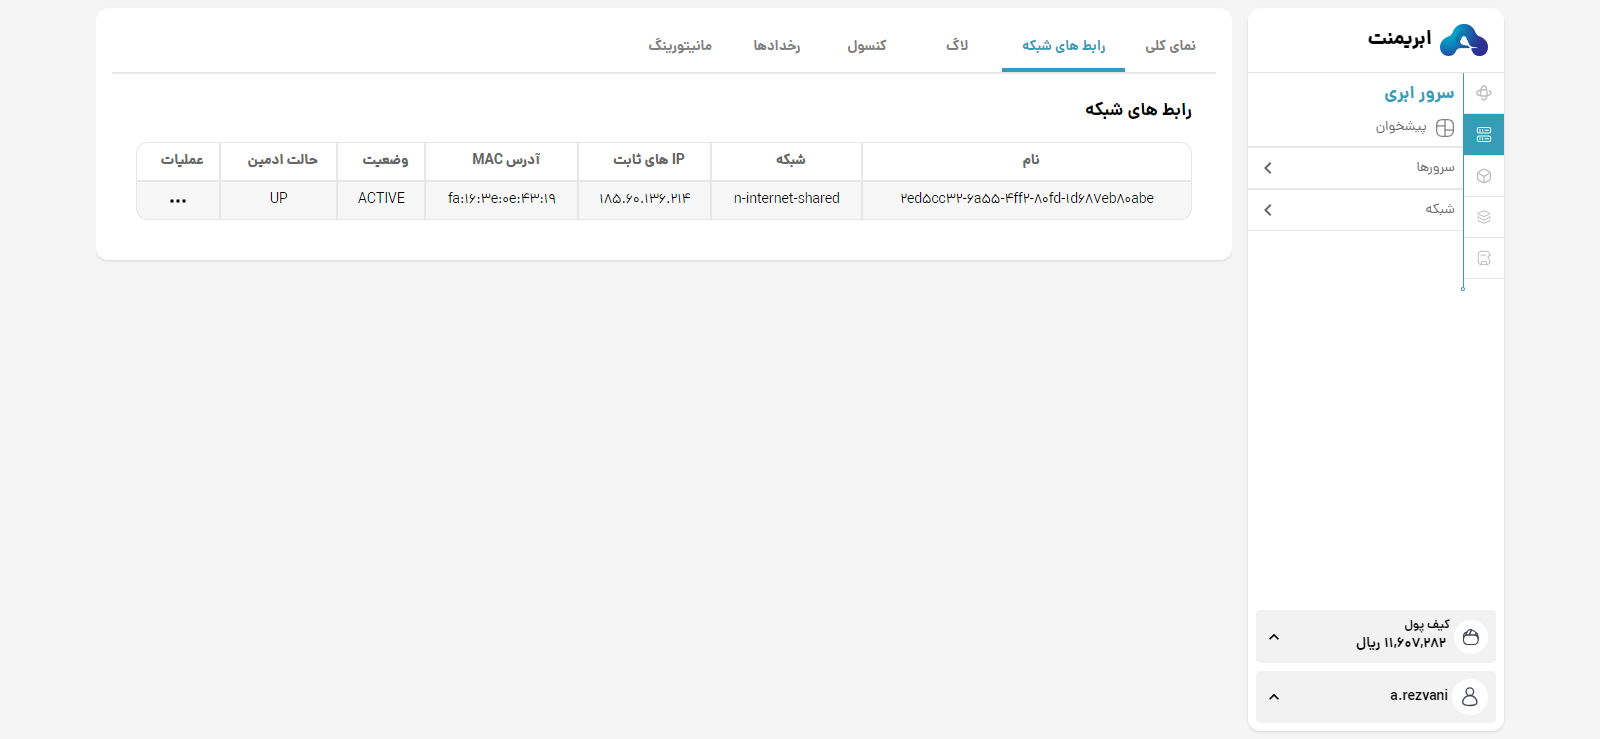 ابریمنت
سرور ابری
پیشخوان
سرورها
شبکه
کیف پول
۱۱,۶۰۷,۲۸۲ ریال
a.rezvani
نمای کلی رابط های شبکه لاگ کنسول رخدادها مانیتورینگ
رابط های شبکه
نام شبکه IP های ثابت آدرس MAC وضعیت حالت ادمین عملیات
۲ed۵cc۳۲-۶a۵۵-۴ff۲-۸۰fd-۱d۶۸۷eb۸۰abe n-internet-shared ۱۸۵.۶۰.۱۳۶.۲۱۴ fa:۱۶:۳e:۰e:۴۳:۱۹ ACTIVE UP ...